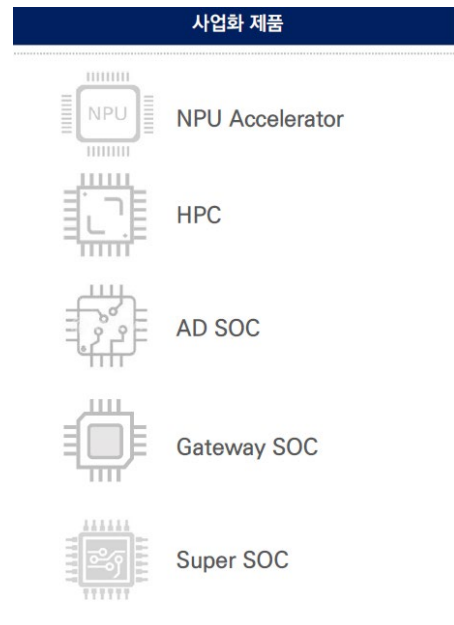 사업화 제품
NPU
NPU Accelerator
HPC
AD SOC
Gateway SOC
Super SOC